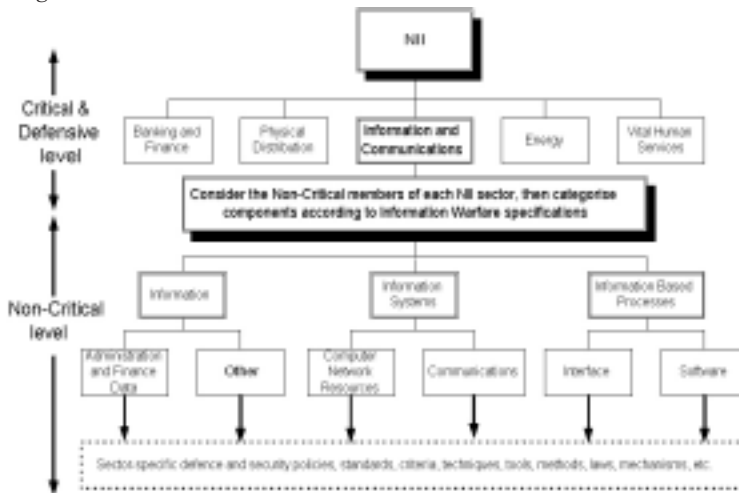 NII
Critical &
Defensive
level
Banking and
Finance
Physical
Distribution
Information and
Communications
Energy
Vital Human
Services
Consider the Non-Critical members of each NII sector, then categorise
components according to Information Warfare specifications
Non-Critical
level
Information
Information
Systems
Information Based
Processes
Administration
and Finance
Data
Other
Computer
Network
Resources
Communications
Interface
Software
Sector specific defence and security policies, standards, criteria, techniques, tools, methods, laws, mechanisms, etc.